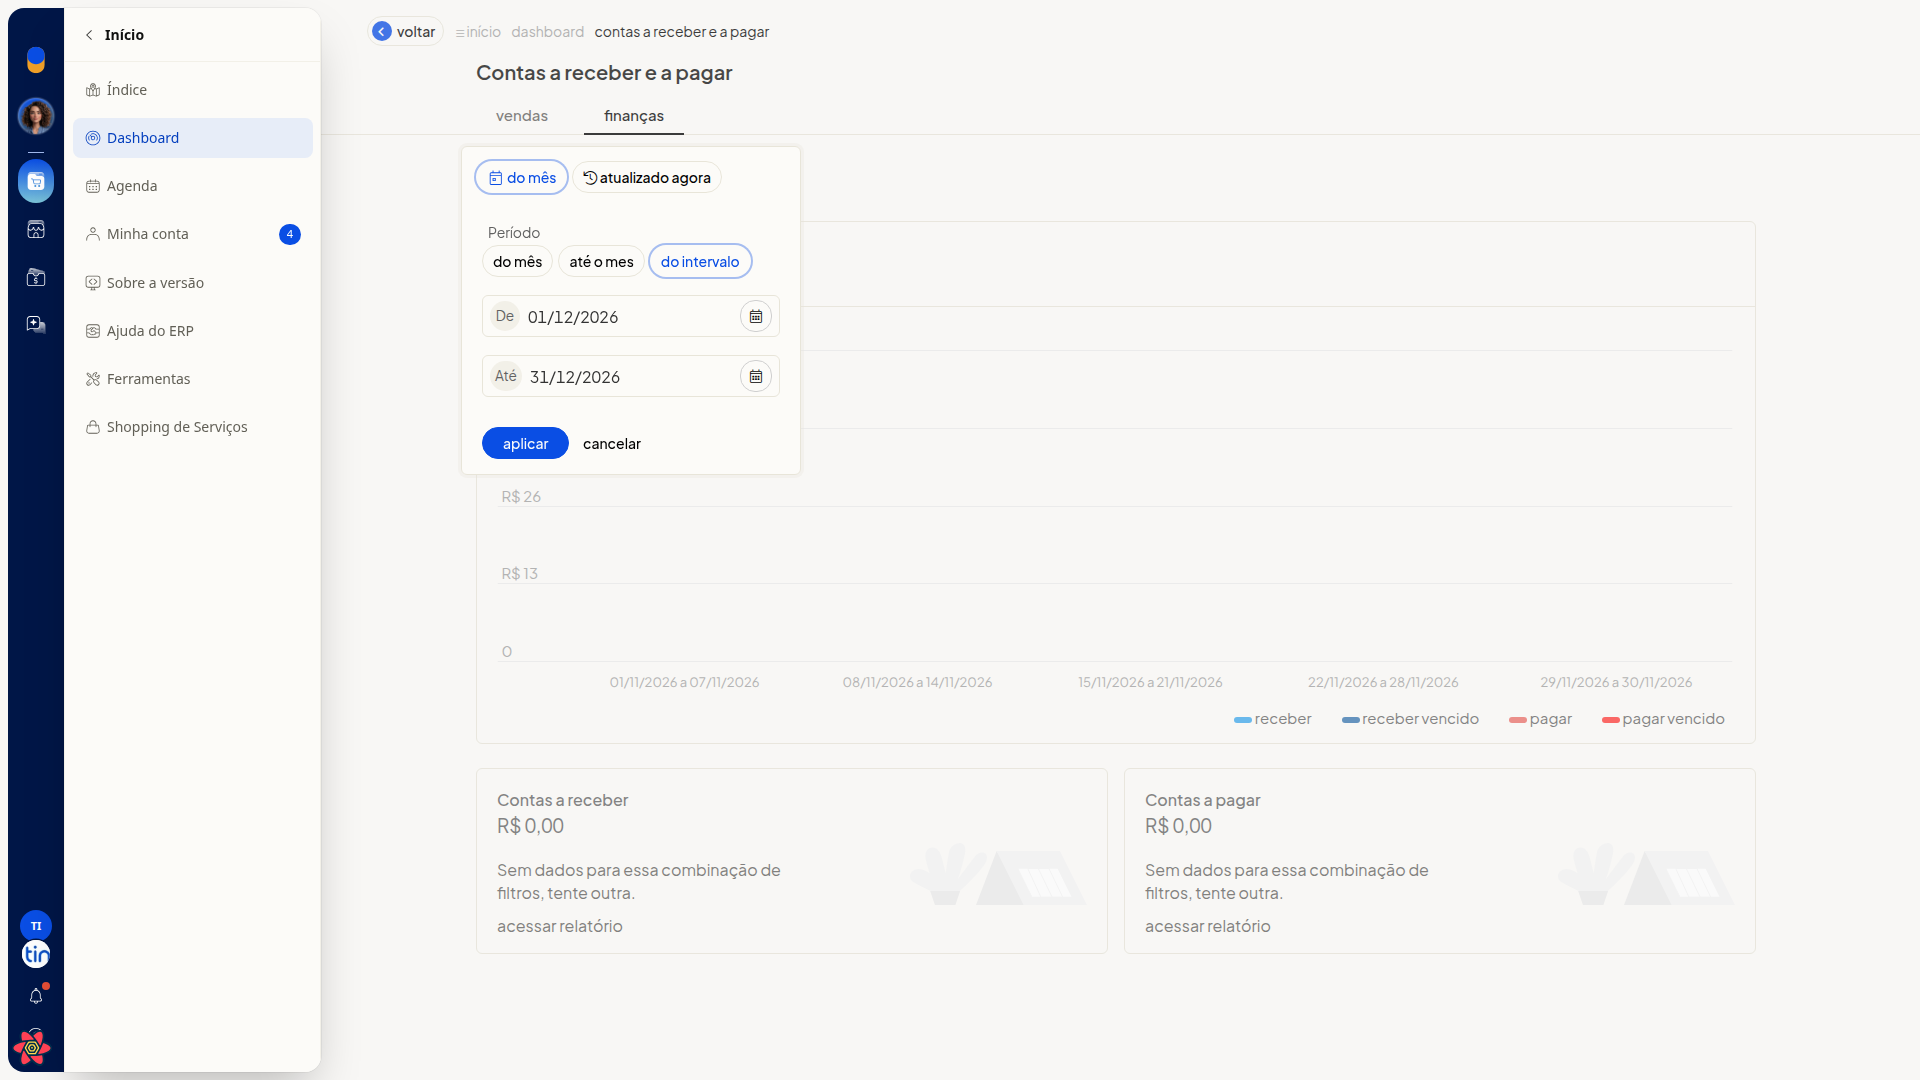 Início
Índice
Dashboard
Agenda
Minha conta
4
Sobre a versão
Ajuda do ERP
Ferramentas
Shopping de Serviços
TI
tin
voltar
início
dashboard
contas a receber e a pagar
Contas a receber e a pagar
vendas
finanças
do mês
atualizado agora
Período
do mês
até o mes
do intervalo
De
01/12/2026
Até
31/12/2026
aplicar
cancelar
R$ 26
R$ 13
0
01/11/2026 a 07/11/2026
08/11/2026 a 14/11/2026
15/11/2026 a 21/11/2026
22/11/2026 a 28/11/2026
29/11/2026 a 30/11/2026
receber
receber vencido
pagar
pagar vencido
Contas a receber
R$ 0,00
Sem dados para essa combinação de
filtros, tente outra.
acessar relatório
Contas a pagar
R$ 0,00
Sem dados para essa combinação de
filtros, tente outra.
acessar relatório